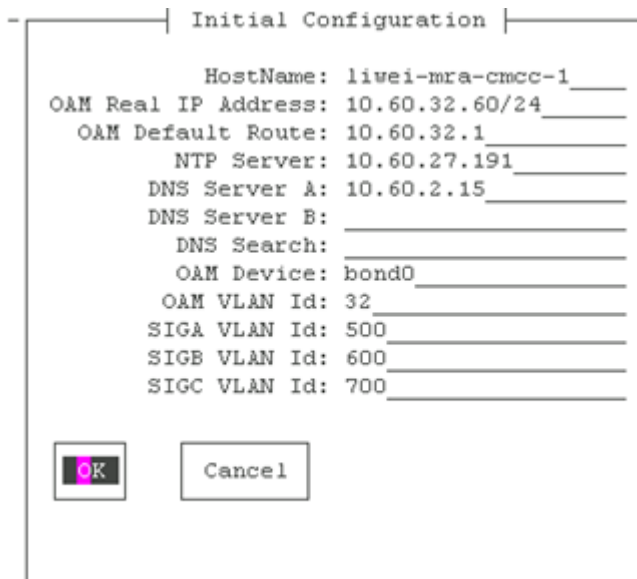 Initial Configuration
HostName: liwei-mra-cmcc-1
OAM Real IP Address: 10.60.32.60/24
OAM Default Route: 10.60.32.1
NTP Server: 10.60.27.191
DNS Server A: 10.60.2.15
DNS Server B:
DNS Search:
OAM Device: bond0
OAM VLAN Id: 32
SIGA VLAN Id: 500
SIGB VLAN Id: 600
SIGC VLAN Id: 700
OK Cancel